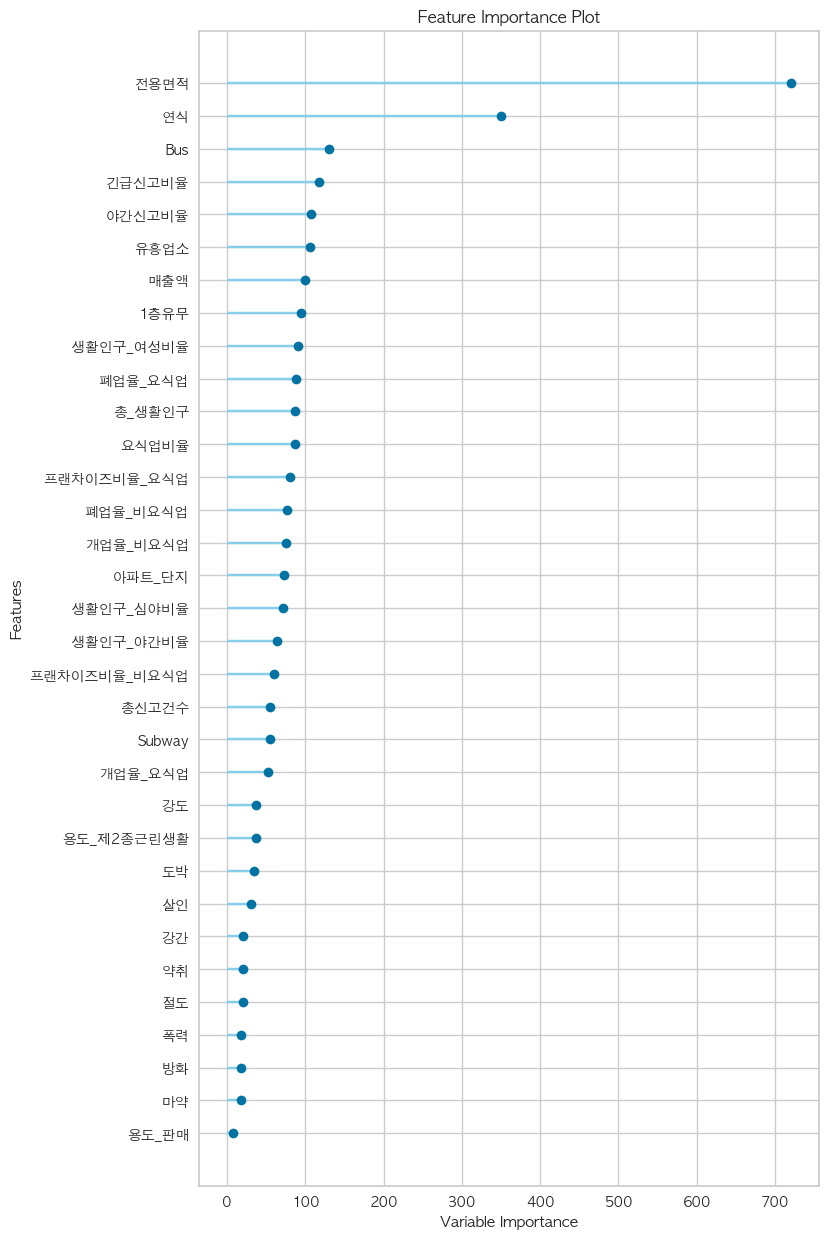 Feature Importance Plot
전용면적
연식
Bus
긴급신고비율
야간신고비율
유흥업소
매출액
1층유무
생활인구_여성비율
폐업율_요식업
총_생활인구
요식업비율
프랜차이즈비율_요식업
폐업율_비요식업
개업율_비요식업
아파트_단지
생활인구_심야비율
생활인구_야간비율
프랜차이즈비율_비요식업
총신고건수
Subway
개업율_요식업
강도
용도_제2종근린생활
도박
살인
강간
약취
절도
폭력
방화
마약
용도_판매
Features
0 100 200 300 400 500 600 700
Variable Importance